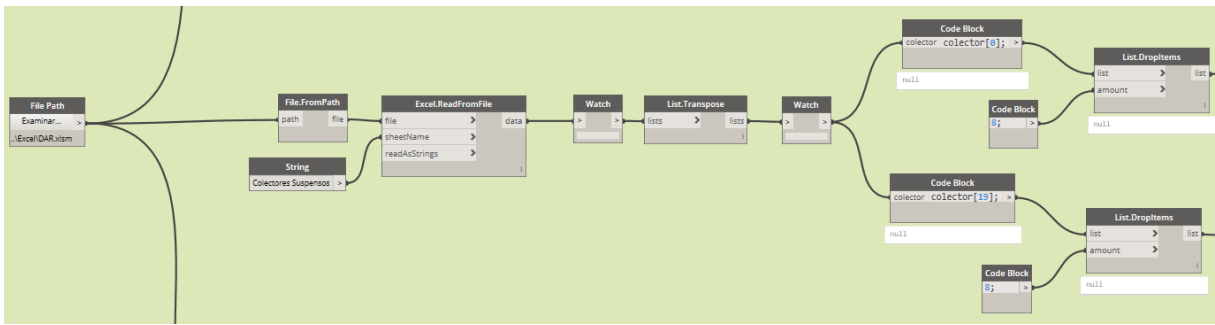 File Path
Examinar... >
.\Excel\DAR.xlsm
File.FromPath
path file
String
Colectores Suspensos >
Excel.ReadFromFile
file > data
sheetName >
readAsStrings >
Watch
> >
List.Transpose
lists > lists
Watch
> >
Code Block
colector colector[0]; >
null
Code Block
8; >
List.DropItems
list > list
amount >
null
Code Block
colector colector[19]; >
null
Code Block
8; >
List.DropItems
list > list
amount >
null